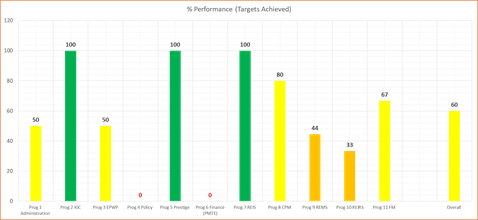 % Performance (Targets Achieved)
120
100
80
60
40
20
0
50
100
50
0
100
0
100
80
44
33
67
60
Prog 1 Administration
Prog 2 IGC
Prog 3 EPWP
Prog 4 Policy
Prog 5 Prestige
Prog 6 Finance (PMTE)
Prog 7 REIS
Prog 8 CPM
Prog 9 REMS
Prog 10 RIRS
Prog 11 FM
Overall